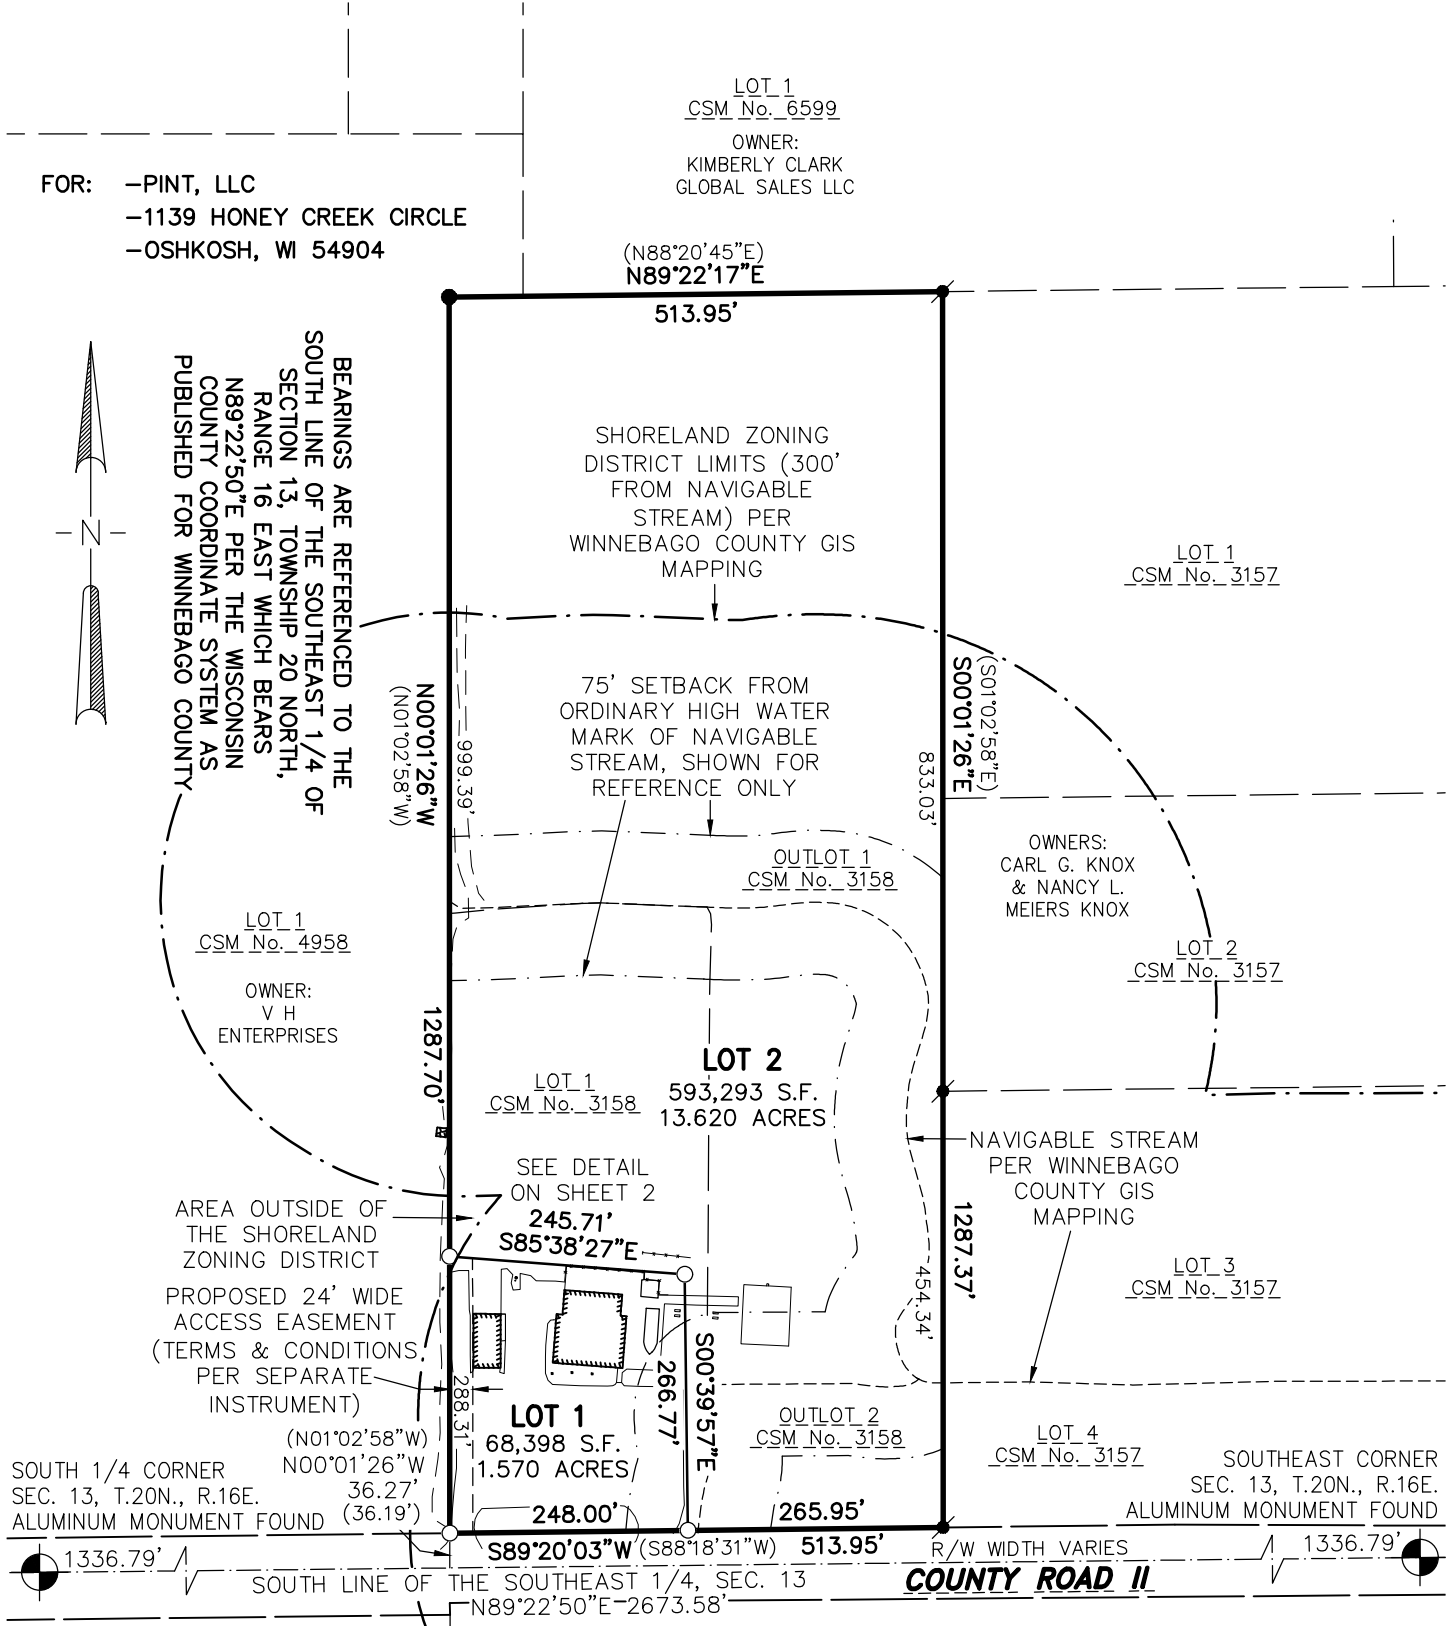 LOT 1
CSM No. 6599
OWNER:
KIMBERLY CLARK
GLOBAL SALES LLC
FOR: -PINT, LLC
-1139 HONEY CREEK CIRCLE
-OSHKOSH, WI 54904
(N88°20'45"E)
N89°22'17"E
513.95'
BEARINGS ARE REFERENCED TO THE
SOUTH LINE OF THE SOUTHEAST 1/4 OF
SECTION 13, TOWNSHIP 20 NORTH,
RANGE 16 EAST WHICH BEARS
N89°22'50"E PER THE WISCONSIN
COUNTY COORDINATE SYSTEM AS
PUBLISHED FOR WINNEBAGO COUNTY
-N-
SHORELAND ZONING
DISTRICT LIMITS (300'
FROM NAVIGABLE
STREAM) PER
WINNEBAGO COUNTY GIS
MAPPING
LOT 1
CSM No. 3157
75' SETBACK FROM
ORDINARY HIGH WATER
MARK OF NAVIGABLE
STREAM, SHOWN FOR
REFERENCE ONLY
N00°01'26"W
(N01°02'58"W)
999.39'
(S01°02'58"E)
S00°01'26"E
833.03'
OUTLOT 1
CSM No. 3158
OWNERS:
CARL G. KNOX
& NANCY L.
MEIERS KNOX
LOT 1
CSM No. 4958
OWNER:
V H
ENTERPRISES
LOT 2
CSM No. 3157
1287.70'
LOT 2
593,293 S.F.
13.620 ACRES
LOT 1
CSM No. 3158
NAVIGABLE STREAM
PER WINNEBAGO
COUNTY GIS
MAPPING
SEE DETAIL
ON SHEET 2
245.71'
S85°38'27"E
AREA OUTSIDE OF
THE SHORELAND
ZONING DISTRICT
1287.37'
454.34'
LOT 3
CSM No. 3157
PROPOSED 24' WIDE
ACCESS EASEMENT
(TERMS & CONDITIONS
PER SEPARATE
INSTRUMENT)
288.31'
S00°39'57"E
266.77'
LOT 1
68,398 S.F.
1.570 ACRES
OUTLOT 2
CSM No. 3158
LOT 4
CSM No. 3157
(N01°02'58"W)
N00°01'26"W
36.27'
(36.19')
SOUTH 1/4 CORNER
SEC. 13, T.20N., R.16E.
ALUMINUM MONUMENT FOUND
SOUTHEAST CORNER
SEC. 13, T.20N., R.16E.
ALUMINUM MONUMENT FOUND
248.00'
265.95'
S89°20'03"W (S88°18'31"W) 513.95'
R/W WIDTH VARIES
1336.79'
1336.79'
SOUTH LINE OF THE SOUTHEAST 1/4, SEC. 13
N89°22'50"E-2673.58'
COUNTY ROAD II